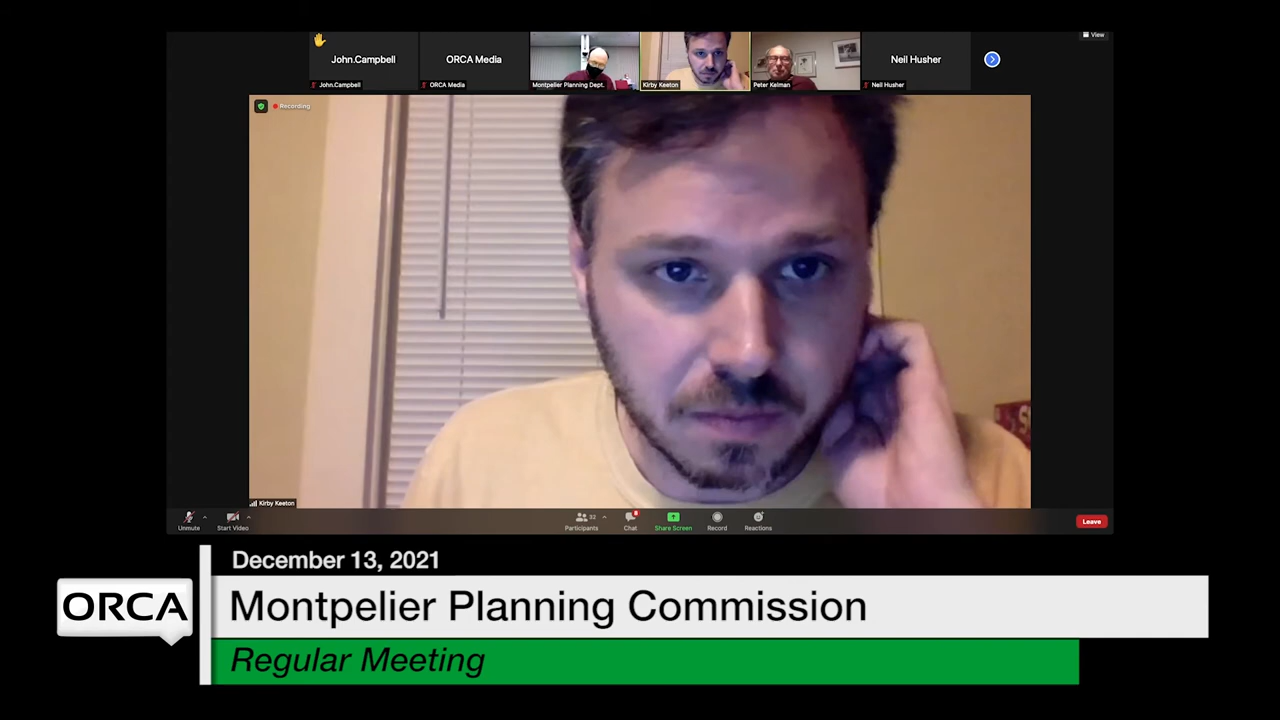 View
John.Campbell
ORCA Media
Neil Husher
John.Campbell
ORCA Media
Montpelier Planning Dept.
Kirby Keeton
Peter Kelman
Neil Husher
Recording
Kirby Keeton
Unmute
Start Video
32
Participants
8
Chat
Share Screen
Record
Reactions
Leave
December 13, 2021
ORCA
Montpelier Planning Commission
Regular Meeting